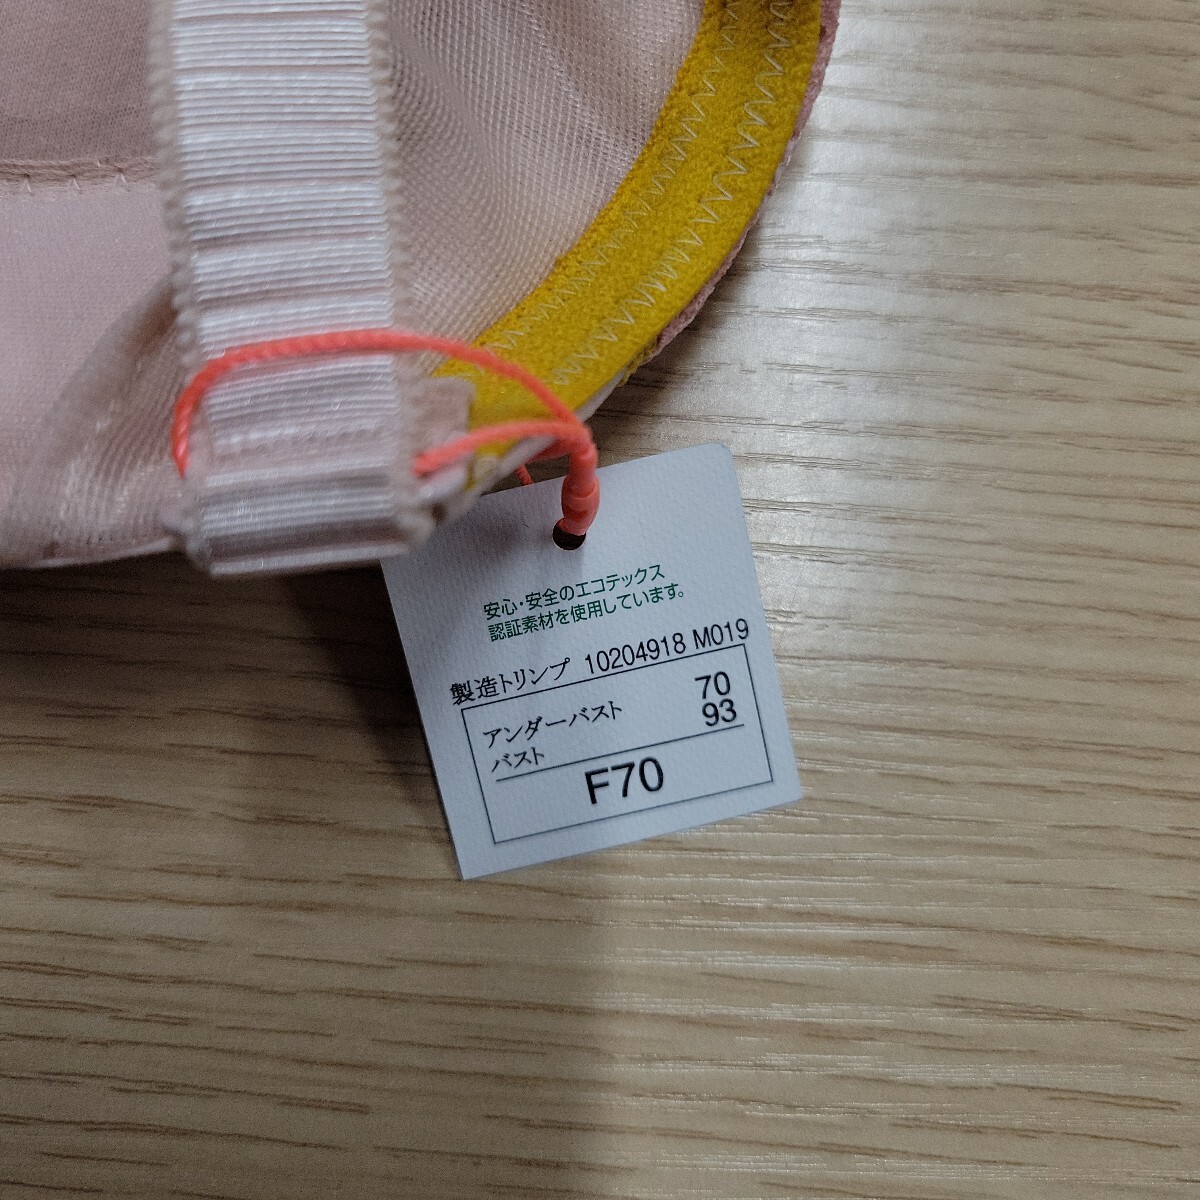 安心・安全のエコテックス
認証素材を使用しています。
製造トリンプ 10204918 M019
アンダーバスト 70
バスト 93
F70